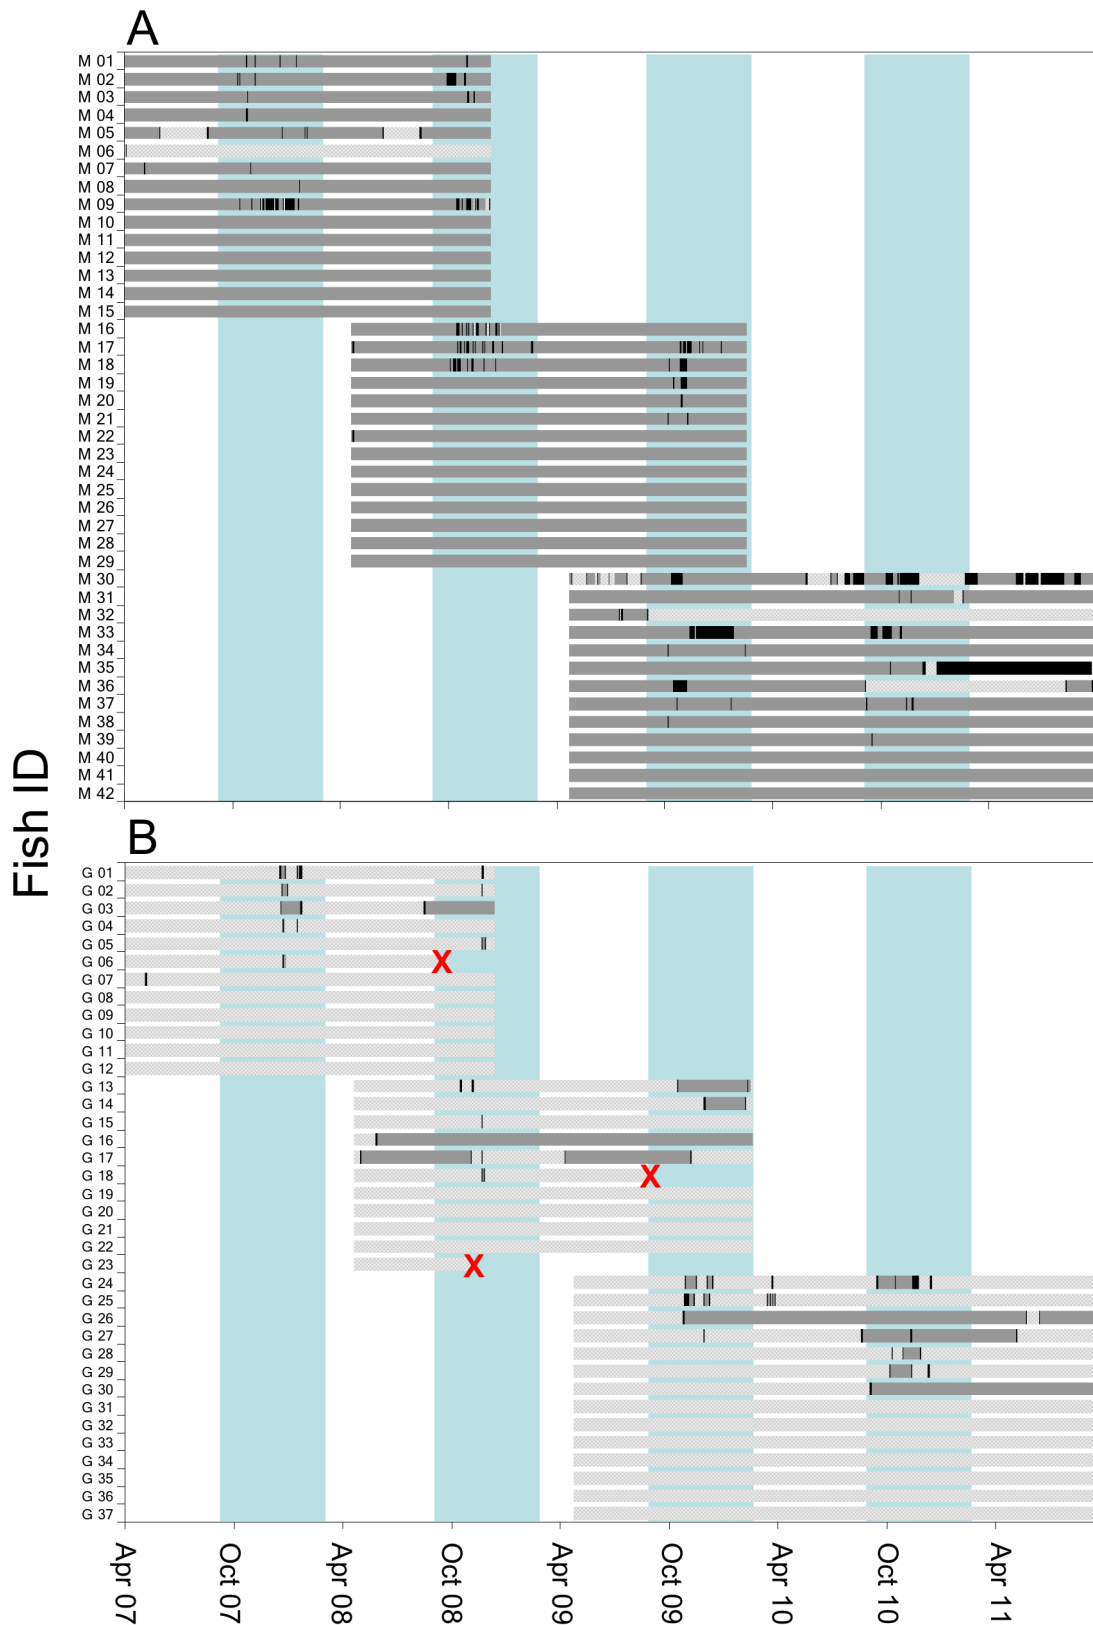 A
M 01
M 02
M 03
M 04
M 05
M 06
M 07
M 08
M 09
M 10
M 11
M 12
M 13
M 14
M 15
M 16
M 17
M 18
M 19
M 20
M 21
M 22
M 23
M 24
M 25
M 26
M 27
M 28
M 29
M 30
M 31
M 32
M 33
M 34
M 35
M 36
M 37
M 38
M 39
M 40
M 41
M 42
Fish ID
B
G 01
G 02
G 03
G 04
G 05
G 06
X
G 07
G 08
G 09
G 10
G 11
G 12
G 13
G 14
G 15
G 16
G 17
G 18
X
G 19
G 20
G 21
G 22
G 23
X
G 24
G 25
G 26
G 27
G 28
G 29
G 30
G 31
G 32
G 33
G 34
G 35
G 36
G 37
Apr 07
Oct 07
Apr 08
Oct 08
Apr 09
Oct 09
Apr 10
Oct 10
Apr 11